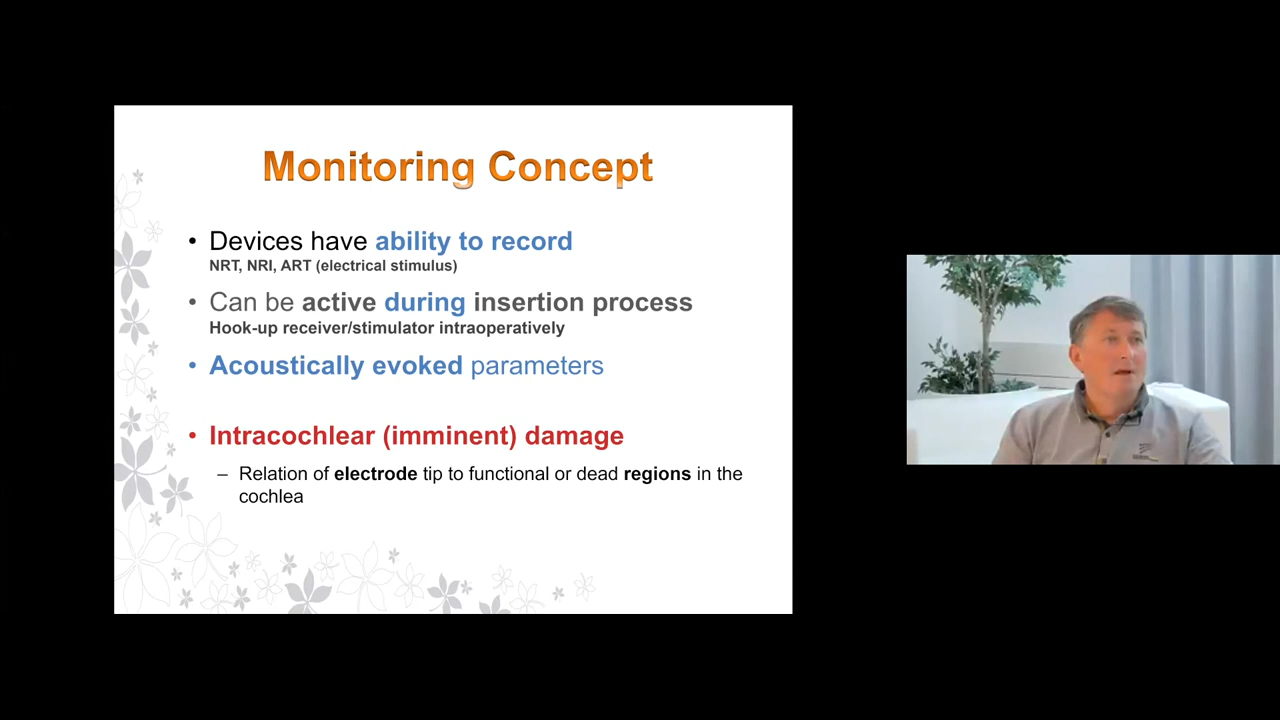 Monitoring Concept
• Devices have ability to record
NRT, NRI, ART (electrical stimulus)
• Can be active during insertion process
Hook-up receiver/stimulator intraoperatively
• Acoustically evoked parameters
• Intracochlear (imminent) damage
– Relation of electrode tip to functional or dead regions in the
cochlea